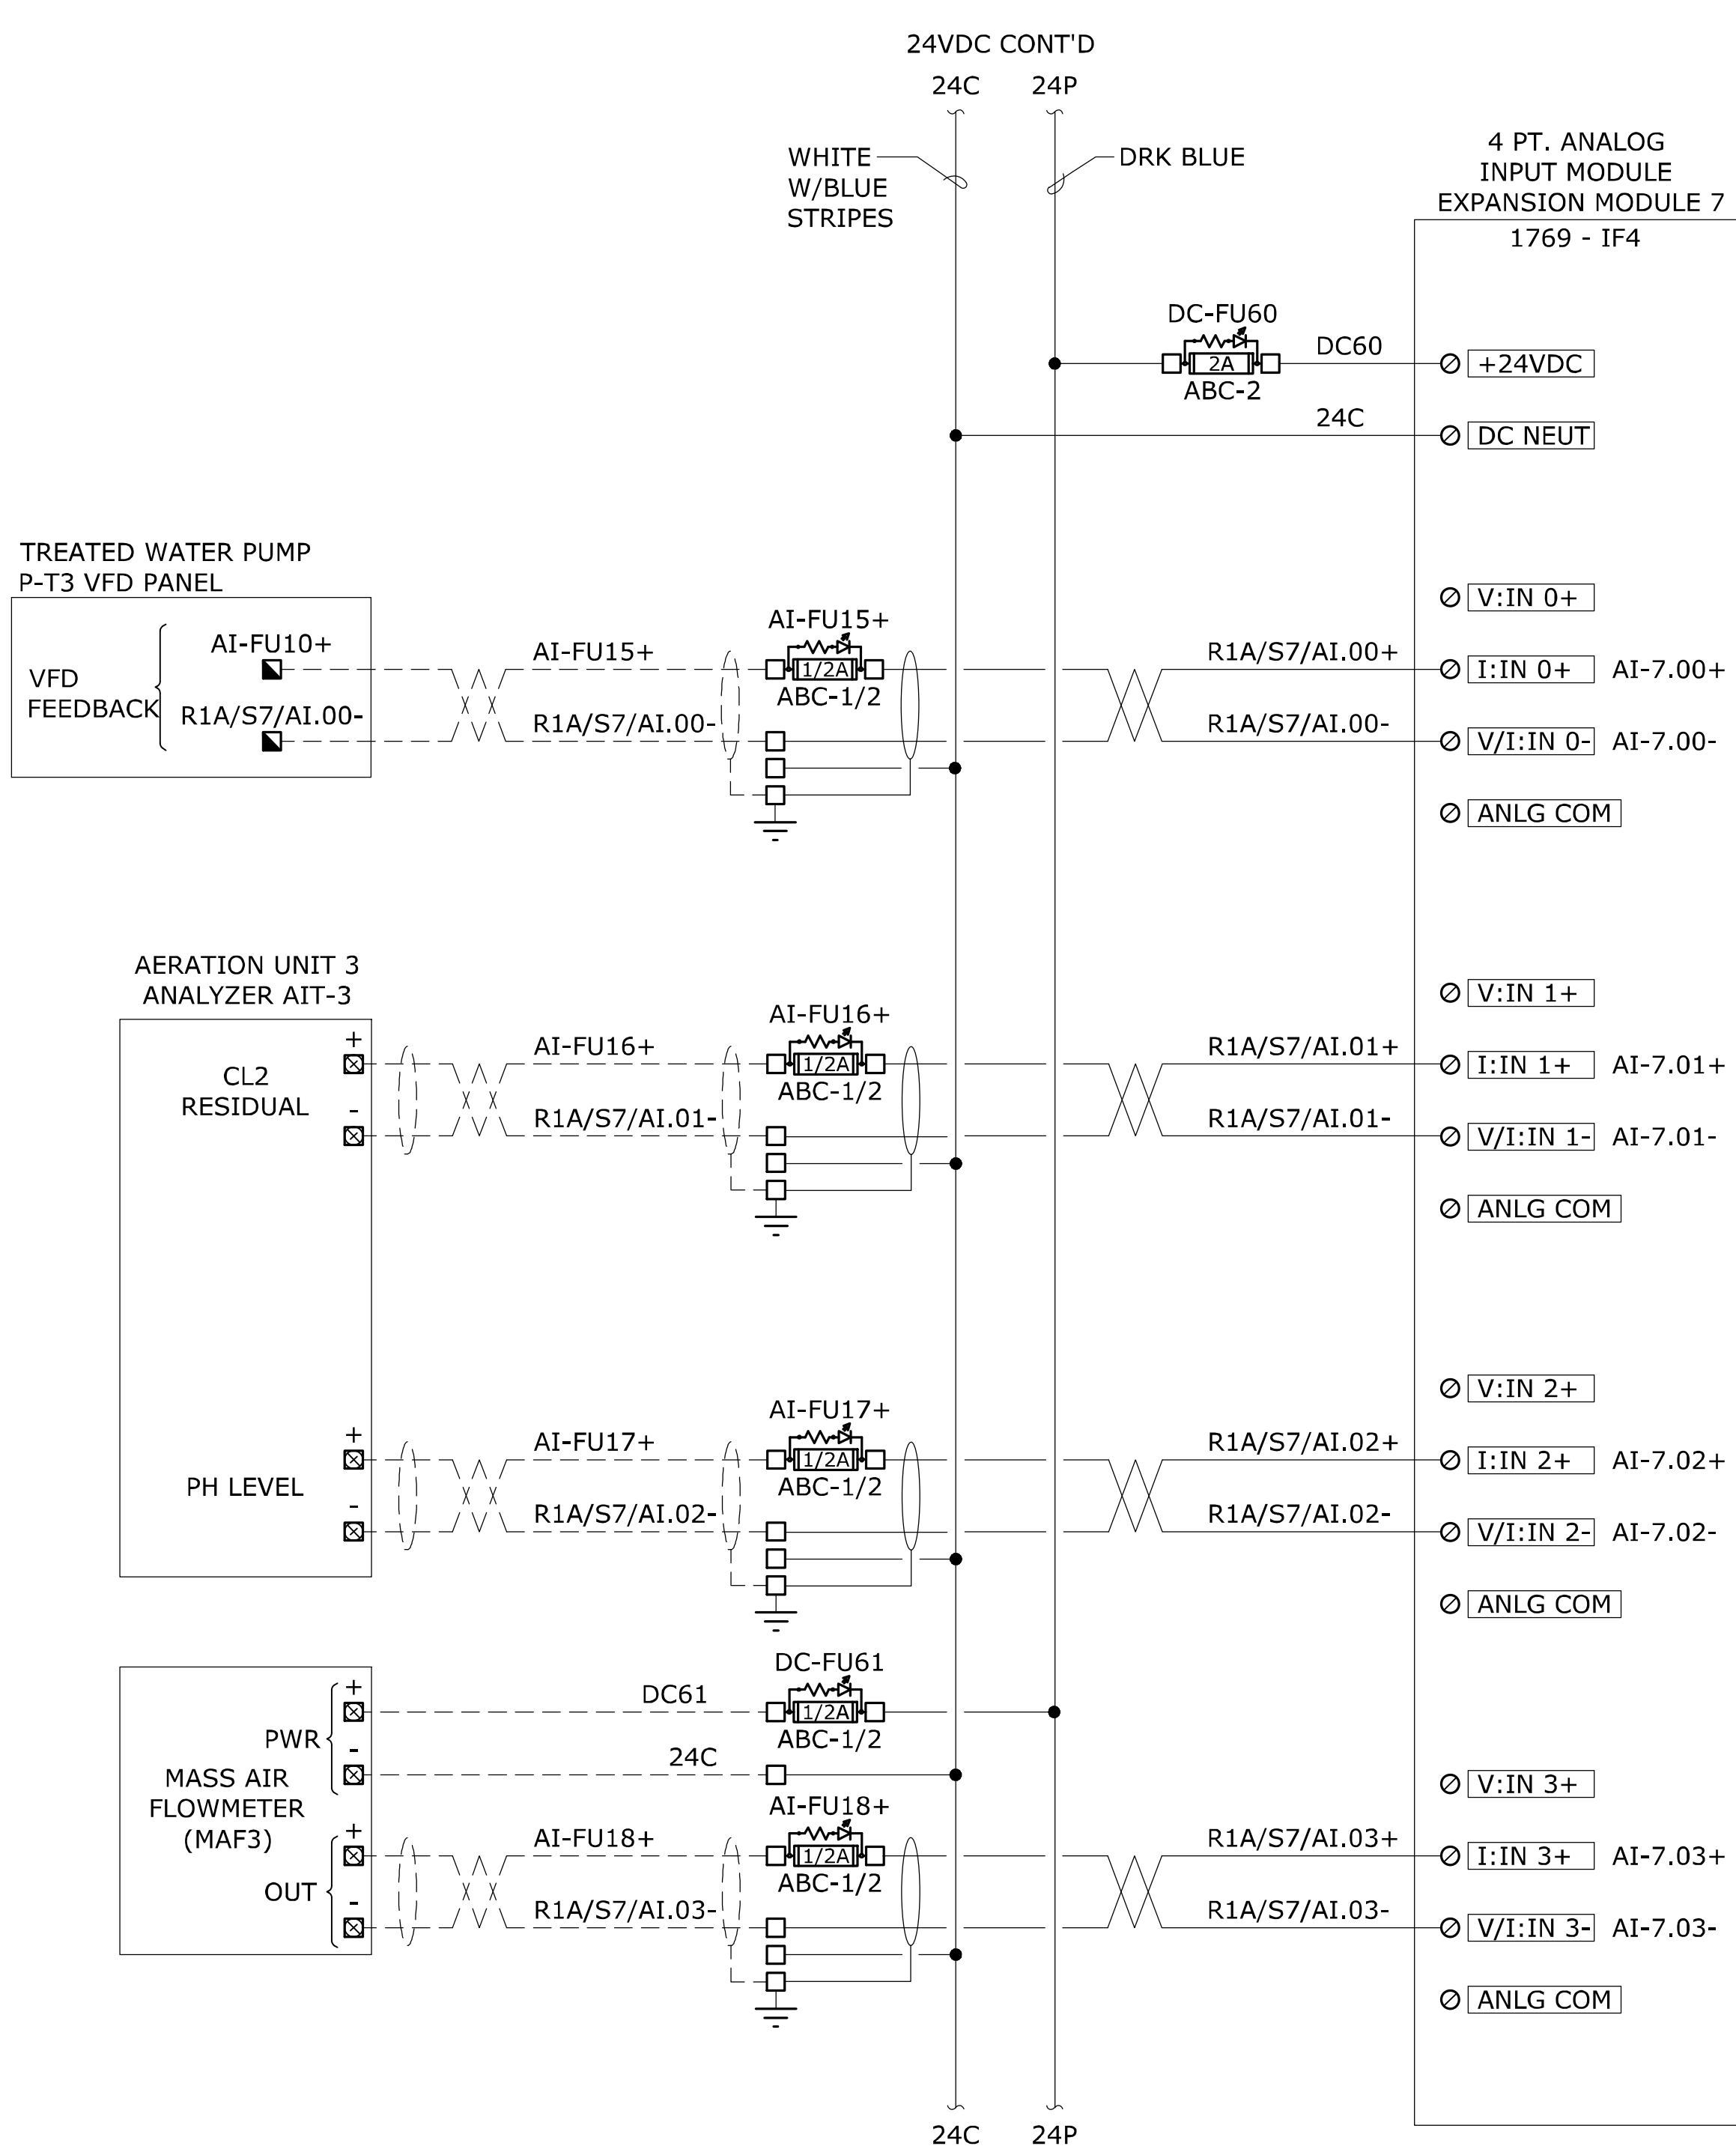 24VDC CONT'D
24C 24P
WHITE
W/BLUE
STRIPES
DRK BLUE
4 PT. ANALOG
INPUT MODULE
EXPANSION MODULE 7
1769 - IF4
DC-FU60
2A
ABC-2
DC60
+24VDC
24C
DC NEUT
TREATED WATER PUMP
P-T3 VFD PANEL
VFD
FEEDBACK
AI-FU10+
R1A/S7/AI.00-
AI-FU15+
R1A/S7/AI.00-
AI-FU15+
1/2A
ABC-1/2
R1A/S7/AI.00+
R1A/S7/AI.00-
V:IN 0+
I:IN 0+ AI-7.00+
V/I:IN 0- AI-7.00-
ANLG COM
AERATION UNIT 3
ANALYZER AIT-3
CL2
RESIDUAL
+
-
AI-FU16+
R1A/S7/AI.01-
AI-FU16+
1/2A
ABC-1/2
R1A/S7/AI.01+
R1A/S7/AI.01-
V:IN 1+
I:IN 1+ AI-7.01+
V/I:IN 1- AI-7.01-
ANLG COM
PH LEVEL
+
-
AI-FU17+
R1A/S7/AI.02-
AI-FU17+
1/2A
ABC-1/2
R1A/S7/AI.02+
R1A/S7/AI.02-
V:IN 2+
I:IN 2+ AI-7.02+
V/I:IN 2- AI-7.02-
ANLG COM
MASS AIR
FLOWMETER
(MAF3)
PWR
+
-
OUT
+
-
DC61
24C
DC-FU61
1/2A
ABC-1/2
AI-FU18+
R1A/S7/AI.03-
AI-FU18+
1/2A
ABC-1/2
R1A/S7/AI.03+
R1A/S7/AI.03-
V:IN 3+
I:IN 3+ AI-7.03+
V/I:IN 3- AI-7.03-
ANLG COM
24C 24P